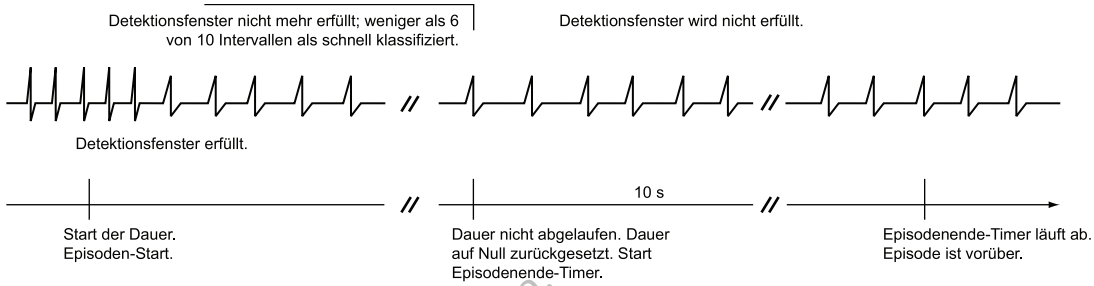 Detektionsfenster nicht mehr erfüllt; weniger als 6
von 10 Intervallen als schnell klassifiziert.
Detektionsfenster wird nicht erfüllt.
Detektionsfenster erfüllt.
10 s
Start der Dauer.
Episoden-Start.
Dauer nicht abgelaufen. Dauer
auf Null zurückgesetzt. Start
Episodenende-Timer.
Episodenende-Timer läuft ab.
Episode ist vorüber.